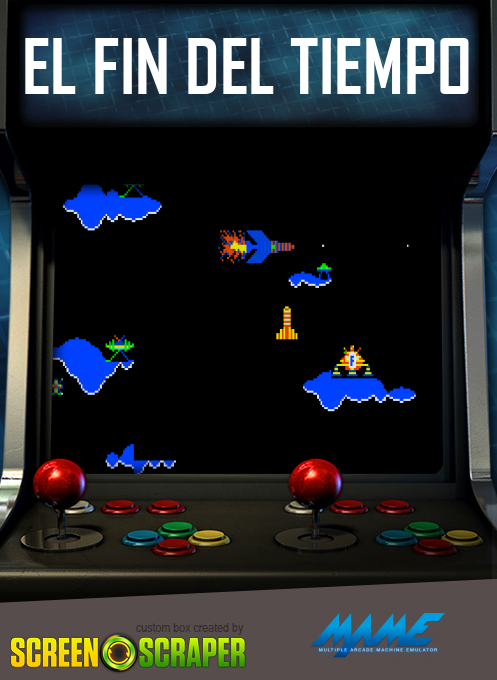 EL FIN DEL TIEMPO
F
custom box created by
SCREEN SCRAPER
MAME
MULTIPLE ARCADE MACHINE EMULATOR